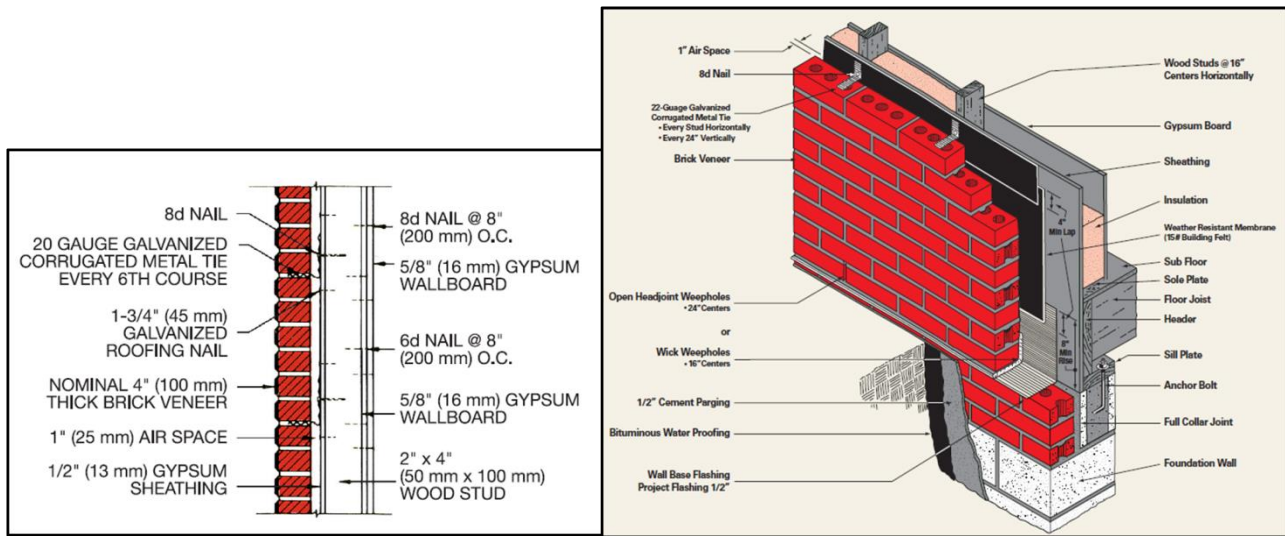 8d NAIL
20 GAUGE GALVANIZED
CORRUGATED METAL TIE
EVERY 6TH COURSE
1-3/4" (45 mm)
GALVANIZED
ROOFING NAIL
NOMINAL 4" (100 mm)
THICK BRICK VENEER
1" (25 mm) AIR SPACE
1/2" (13 mm) GYPSUM
SHEATHING
8d NAIL @ 8"
(200 mm) O.C.
5/8" (16 mm) GYPSUM
WALLBOARD
6d NAIL @ 8"
(200 mm) O.C.
5/8" (16 mm) GYPSUM
WALLBOARD
2" x 4"
(50 mm x 100 mm)
WOOD STUD
1" Air Space
8d Nail
22-Guage Galvanized
Corrugated Metal Tie
• Every Stud Horizontally
• Every 24" Vertically
Brick Veneer
Open Headjoint Weepholes
• 24"Centers
or
Wick Weepholes
• 16"Centers
1/2" Cement Parging
Bituminous Water Proofing
Wall Base Flashing
Project Flashing 1/2"
4"
Min Lap
8"
Min Rise
Wood Studs @ 16"
Centers Horizontally
Gypsum Board
Sheathing
Insulation
Weather Resistant Membrane
(15# Building Felt)
Sub Floor
Sole Plate
Floor Joist
Header
Sill Plate
Anchor Bolt
Full Collar Joint
Foundation Wall